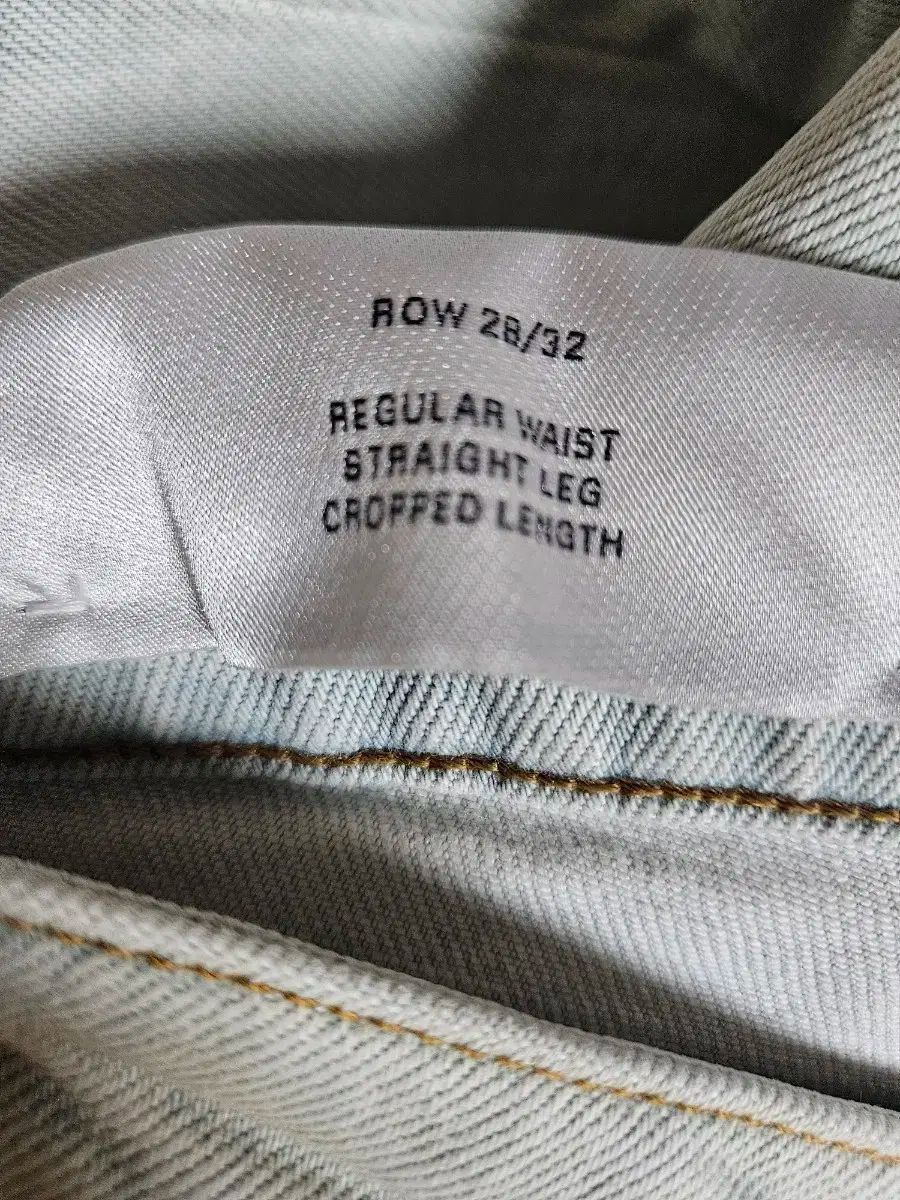 ROW 28/32
REGULAR WAIST
STRAIGHT LEG
CROPPED LENGTH